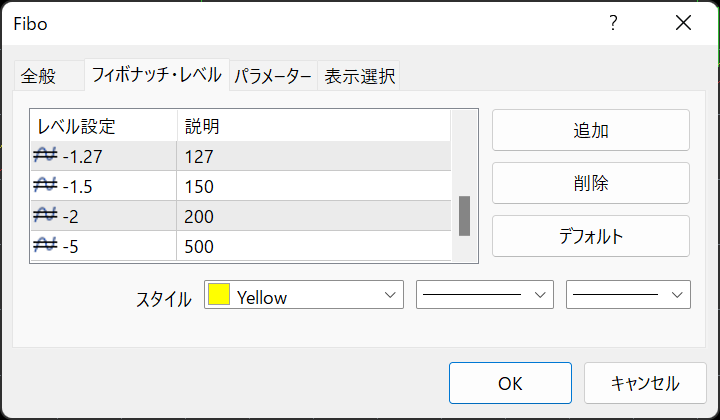 Fibo ?
全般 フィボナッチ・レベル パラメーター 表示選択
レベル設定 説明
-1.27 127
-1.5 150
-2 200
-5 500
追加
削除
デフォルト
スタイル Yellow
OK キャンセル